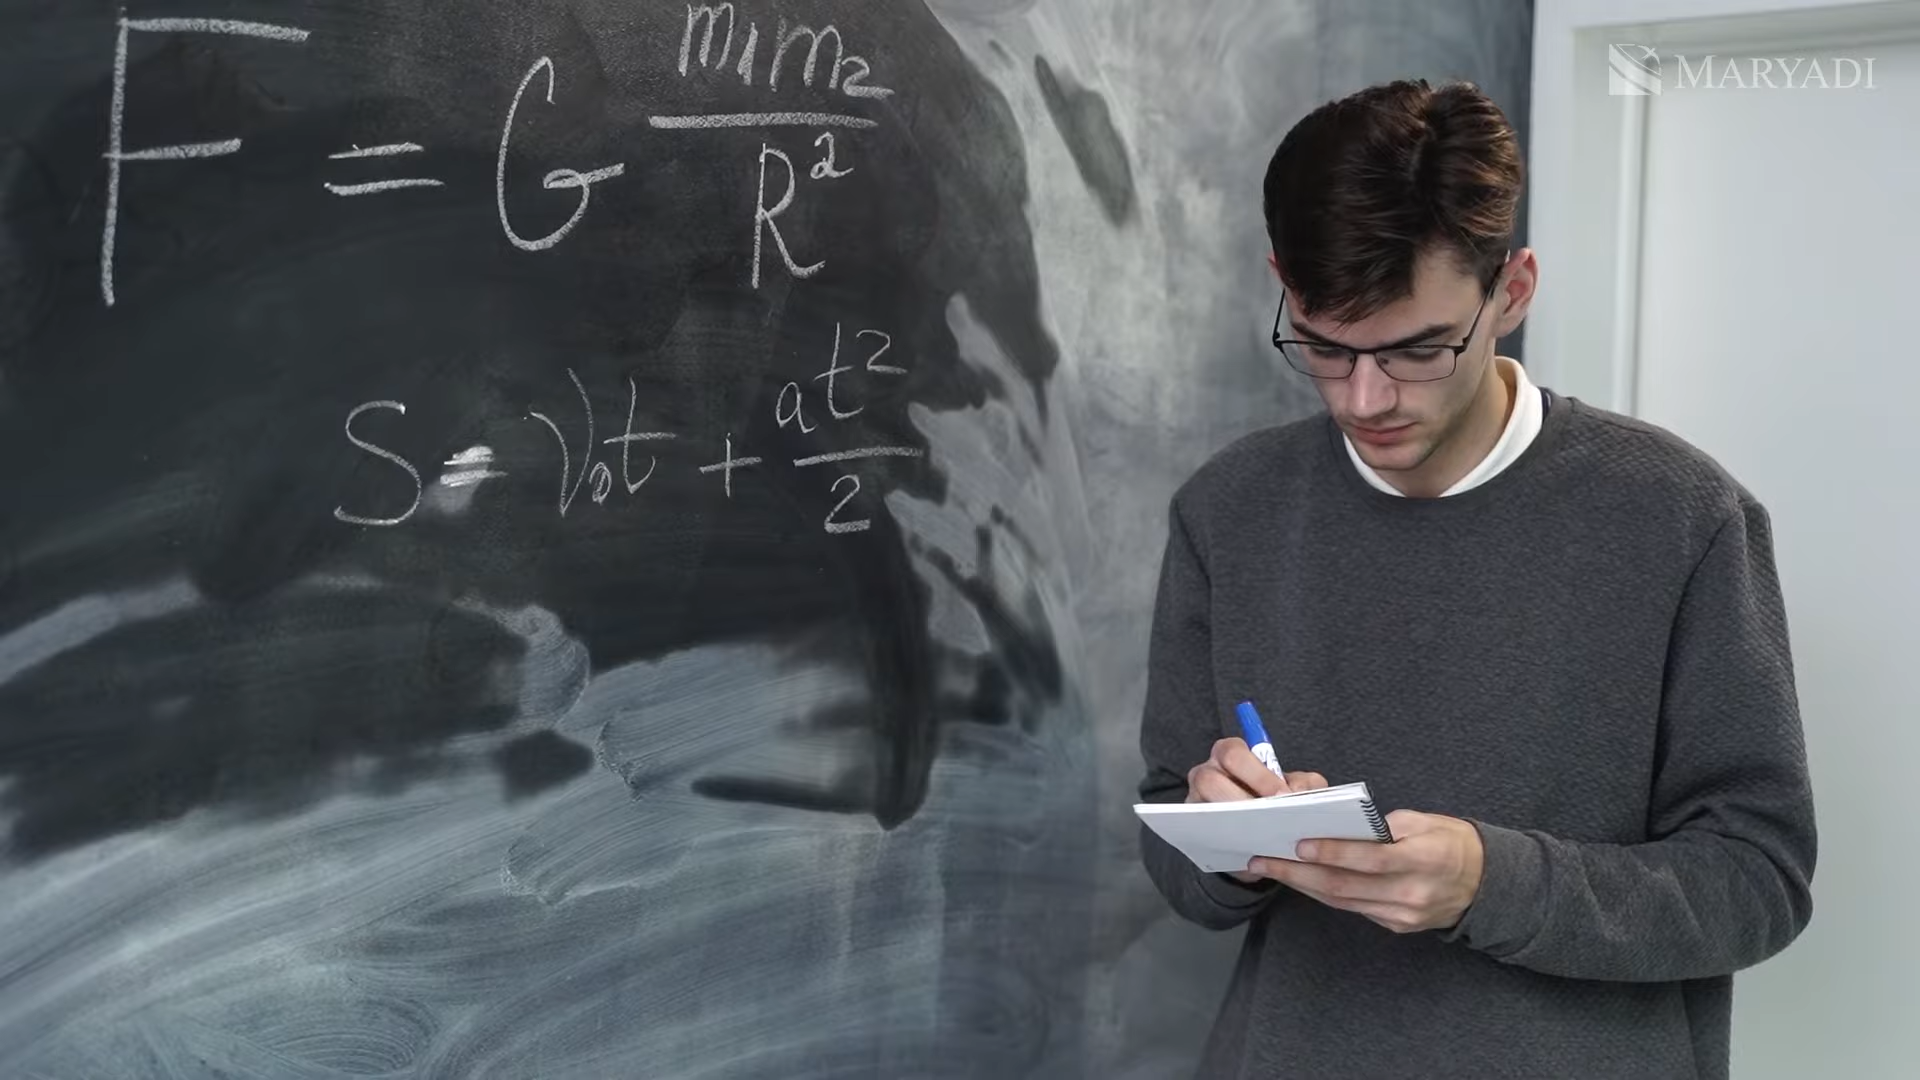 F = G m₁m₂/R²
S = V₀t + at²/2
MARYADI